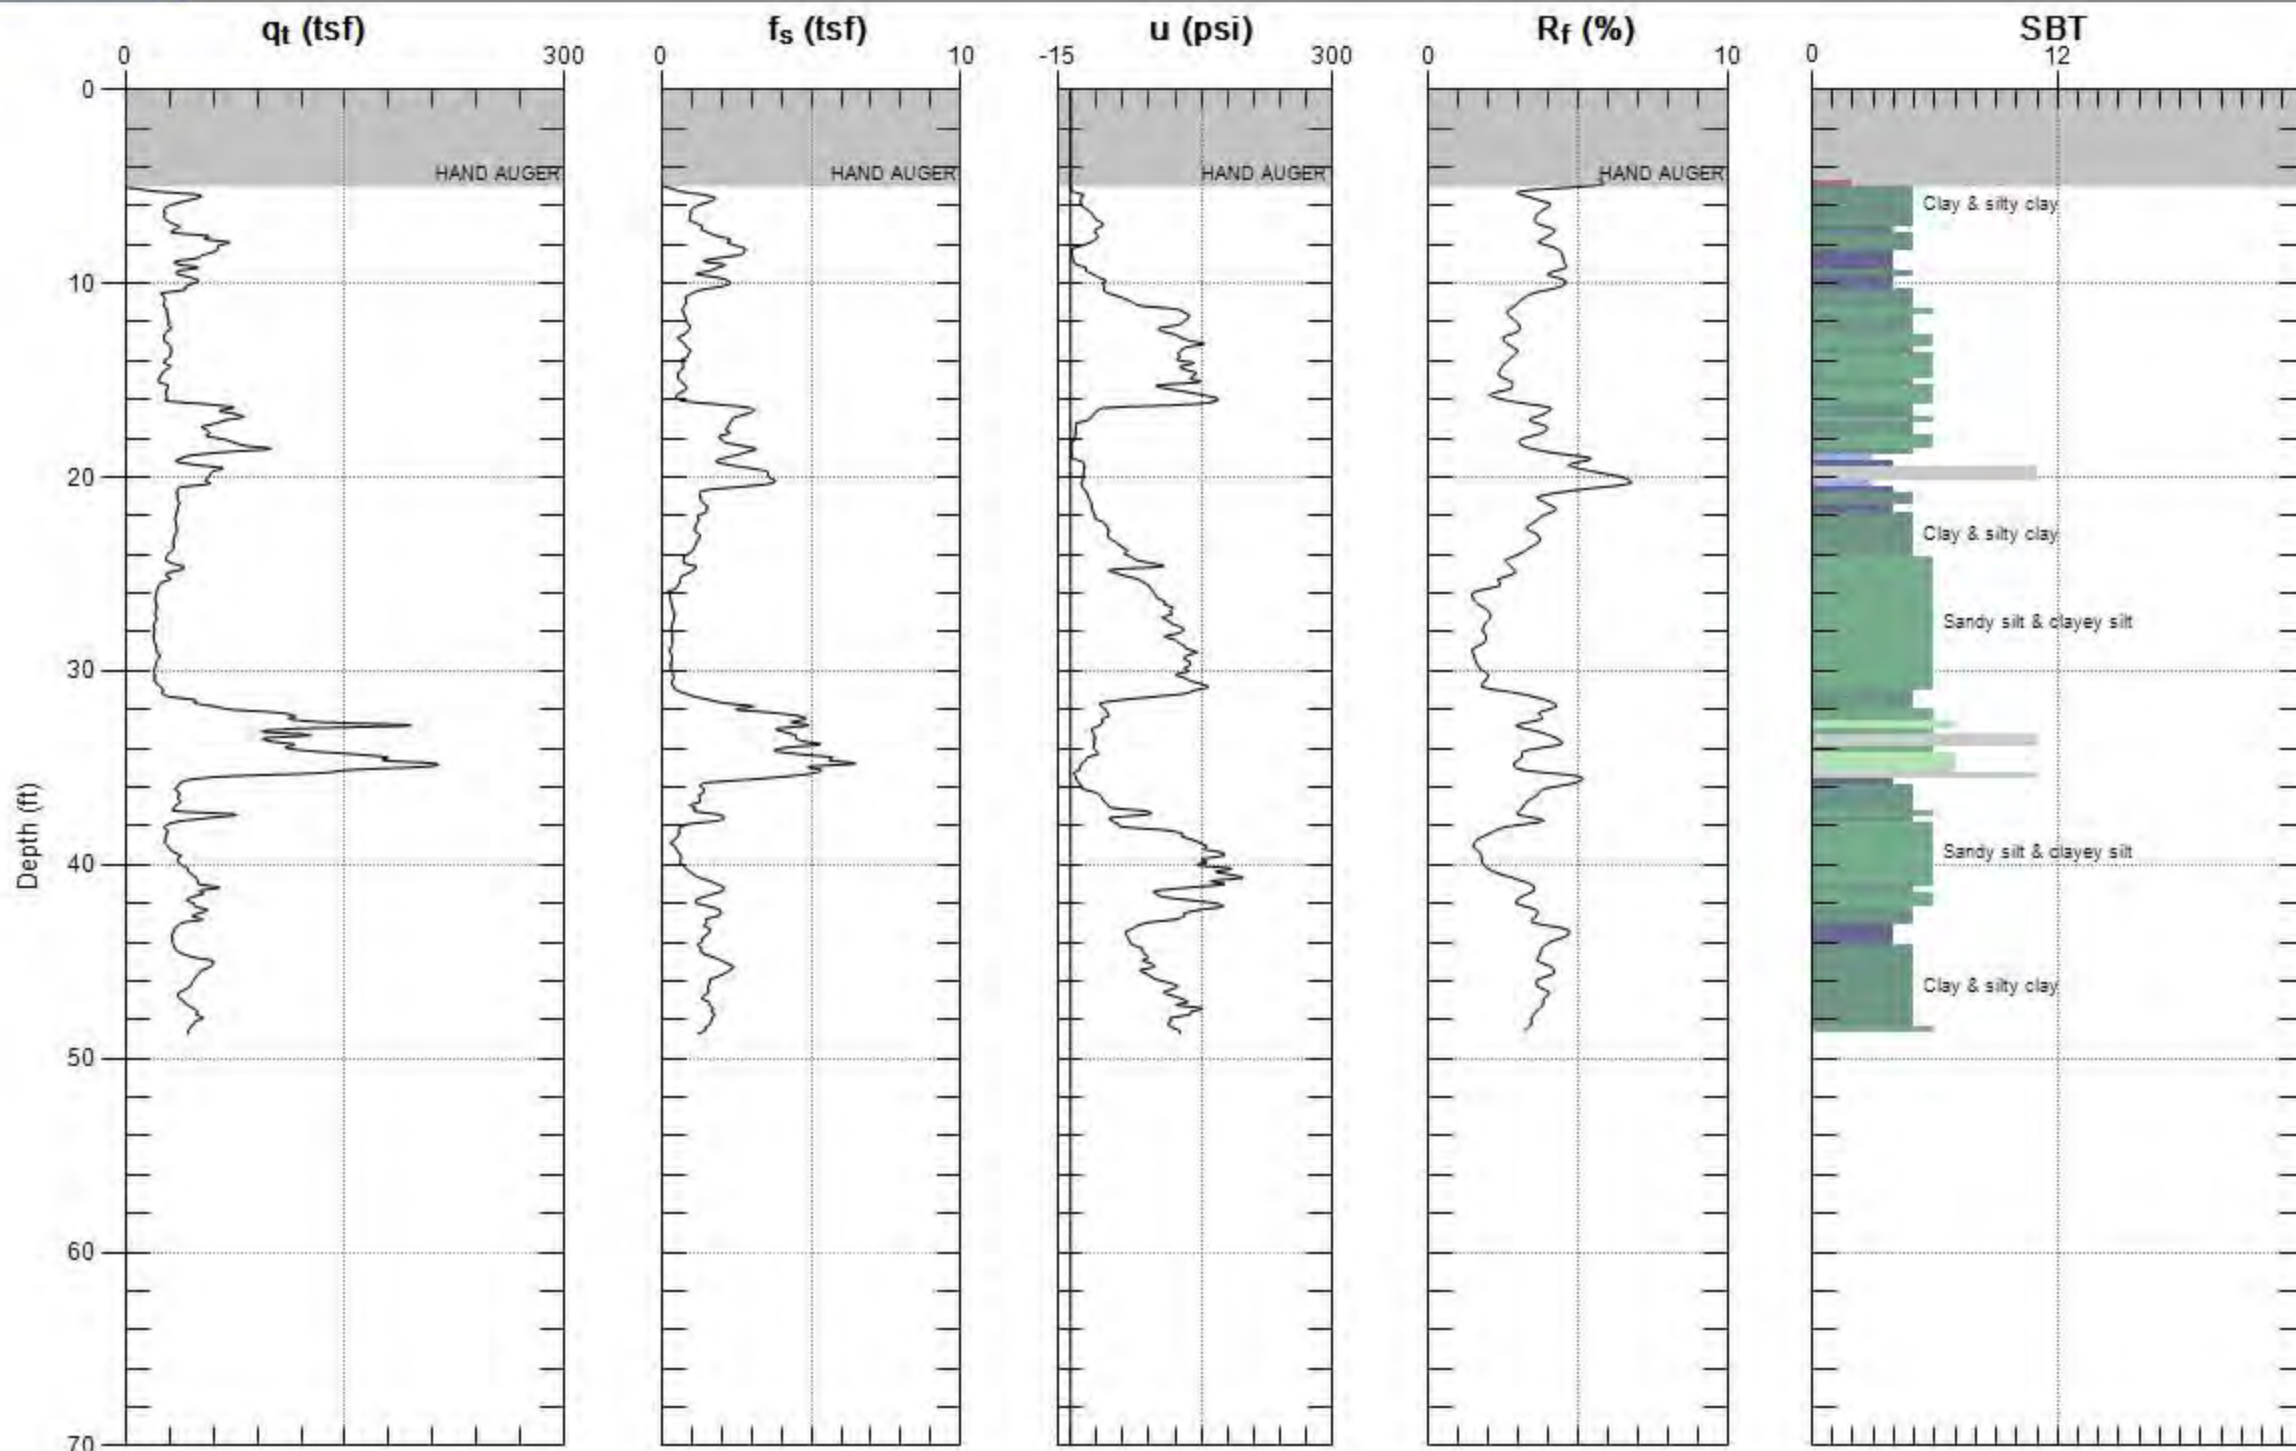 qt (tsf) fs (tsf) u (psi) Rf (%) SBT
0 300 0 10 -15 300 0 10 0 12
0
HAND AUGER HAND AUGER HAND AUGER HAND AUGER
Clay & silty clay
10
20
Clay & silty clay
Sandy silt & clayey silt
30
Depth (ft)
Sandy silt & clayey silt
40
Clay & silty clay
50
60
70